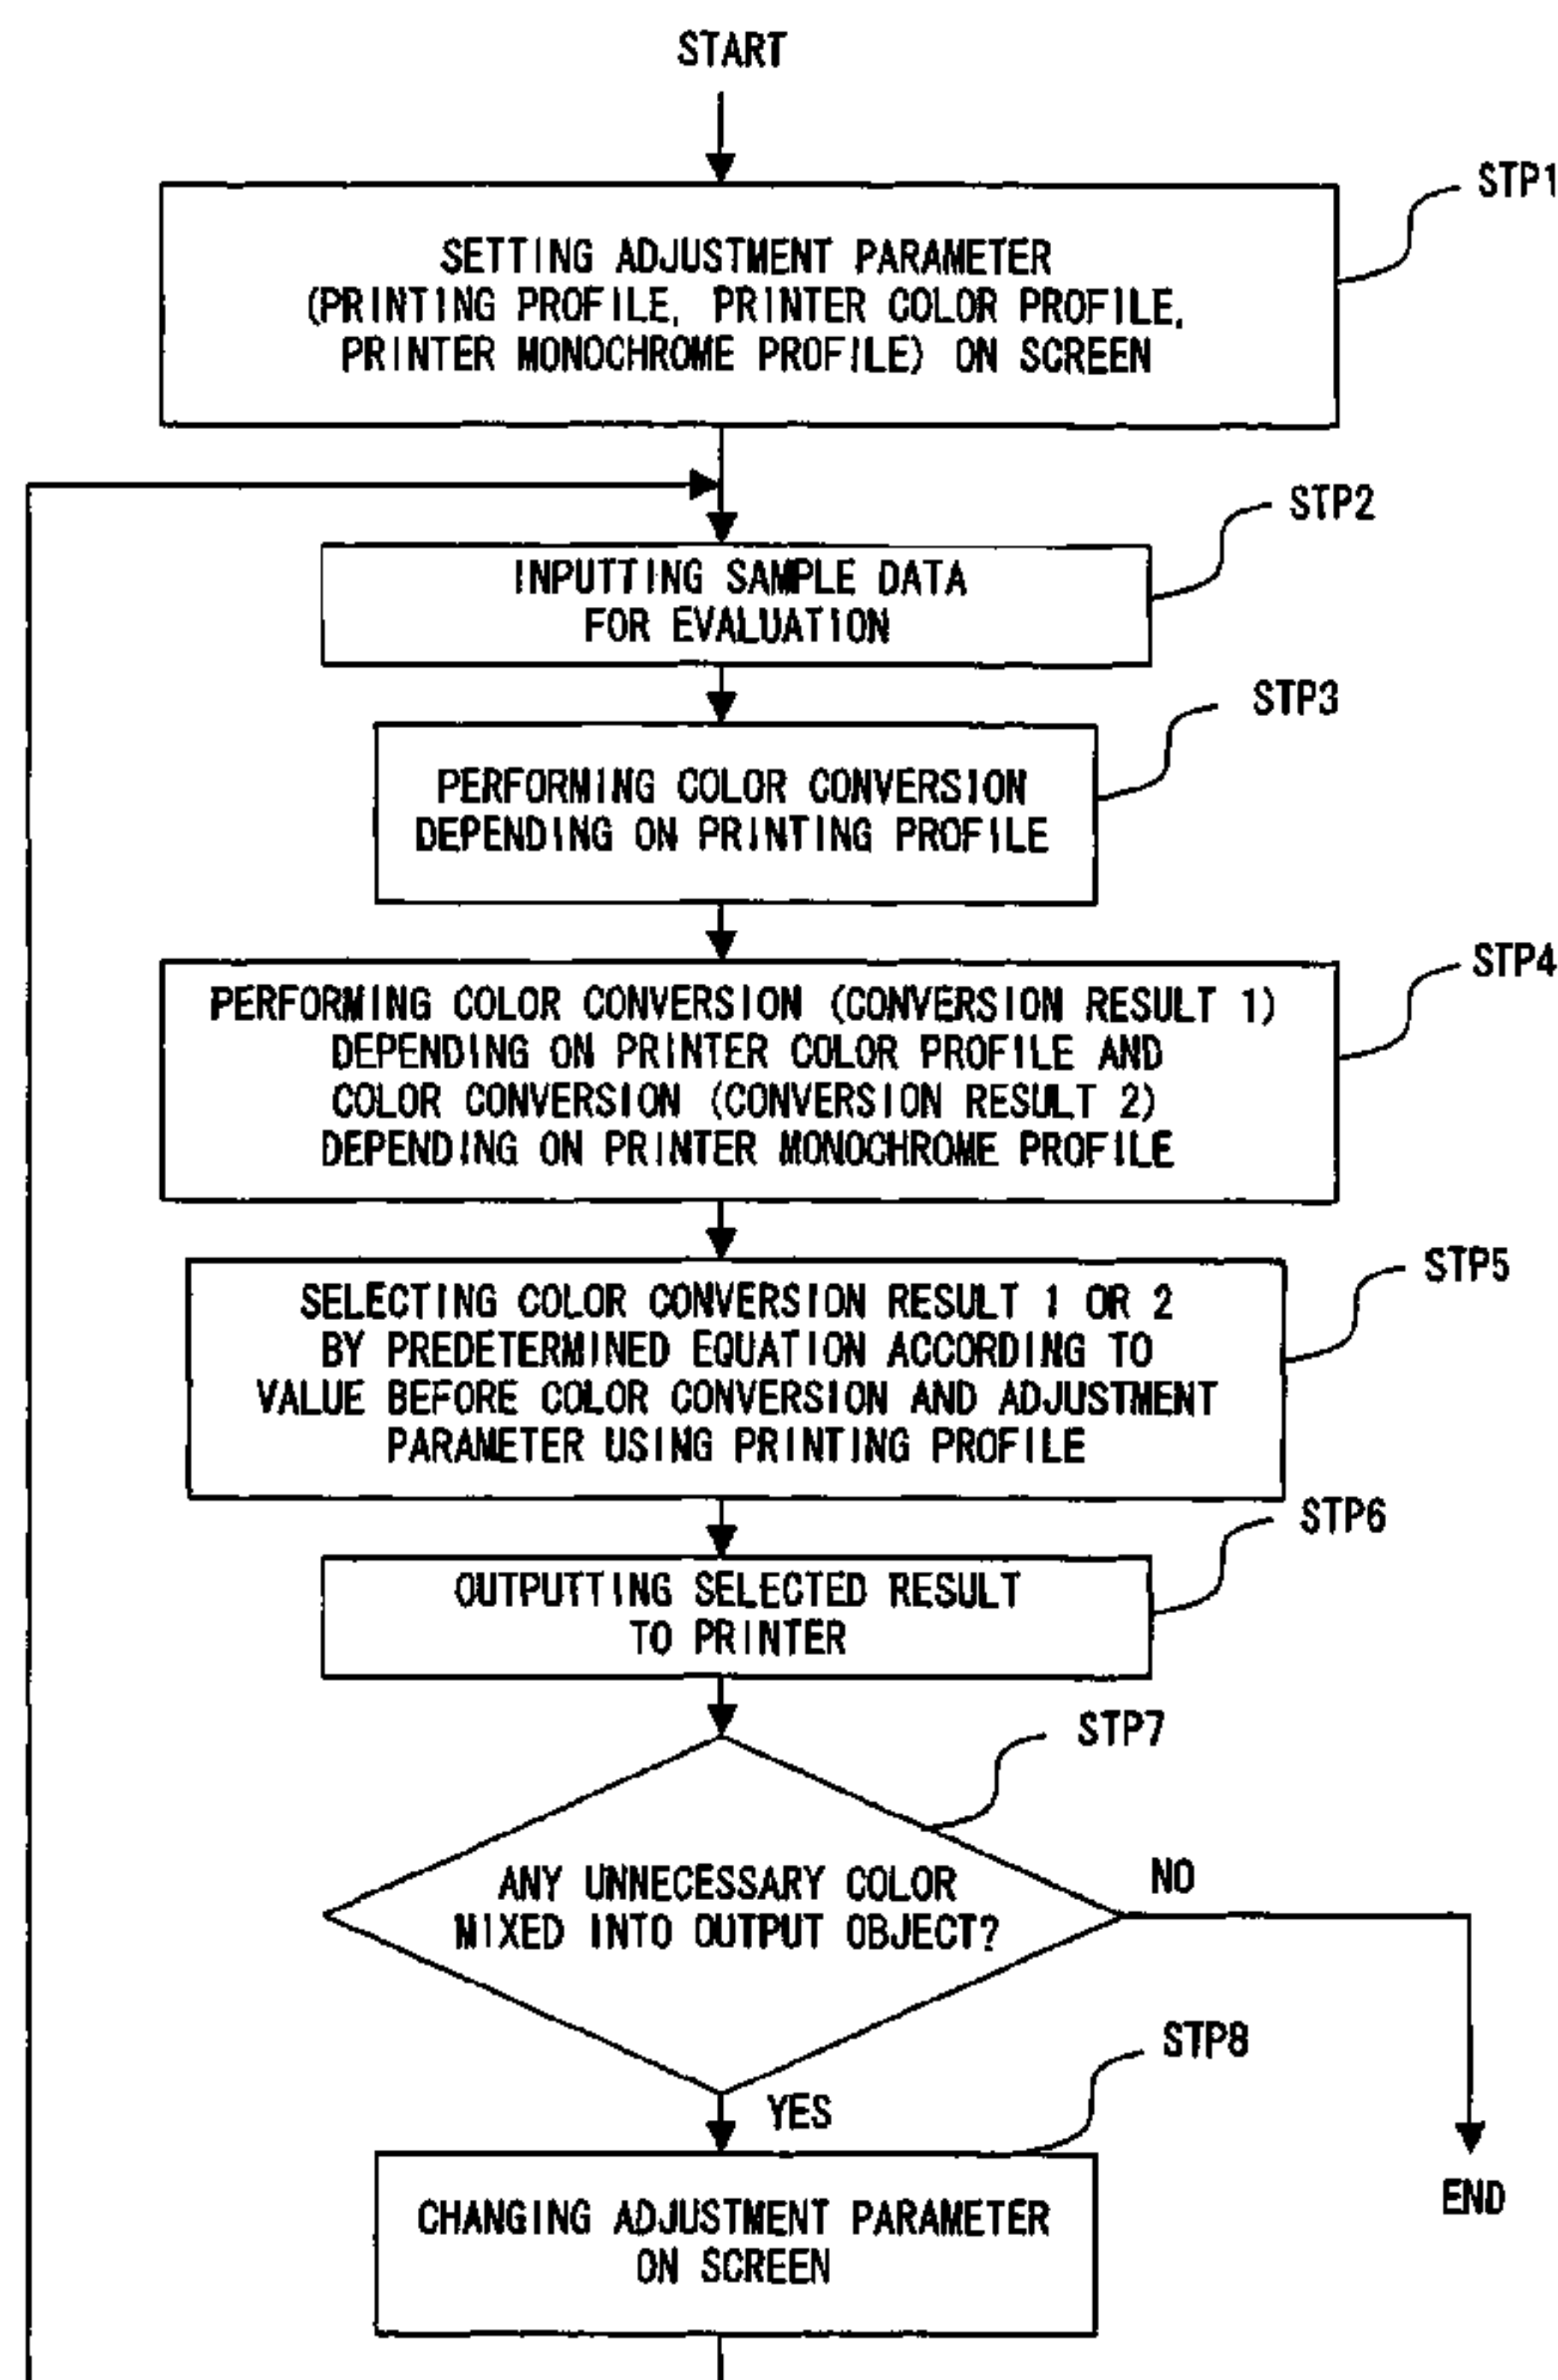 START
STP1
SETTING ADJUSTMENT PARAMETER
(PRINTING PROFILE, PRINTER COLOR PROFILE,
PRINTER MONOCHROME PROFILE) ON SCREEN
STP2
INPUTTING SAMPLE DATA
FOR EVALUATION
STP3
PERFORMING COLOR CONVERSION
DEPENDING ON PRINTING PROFILE
STP4
PERFORMING COLOR CONVERSION (CONVERSION RESULT 1)
DEPENDING ON PRINTER COLOR PROFILE AND
COLOR CONVERSION (CONVERSION RESULT 2)
DEPENDING ON PRINTER MONOCHROME PROFILE
STP5
SELECTING COLOR CONVERSION RESULT 1 OR 2
BY PREDETERMINED EQUATION ACCORDING TO
VALUE BEFORE COLOR CONVERSION AND ADJUSTMENT
PARAMETER USING PRINTING PROFILE
STP6
OUTPUTTING SELECTED RESULT
TO PRINTER
STP7
ANY UNNECESSARY COLOR
MIXED INTO OUTPUT OBJECT?
NO
STP8
YES
CHANGING ADJUSTMENT PARAMETER
ON SCREEN
END